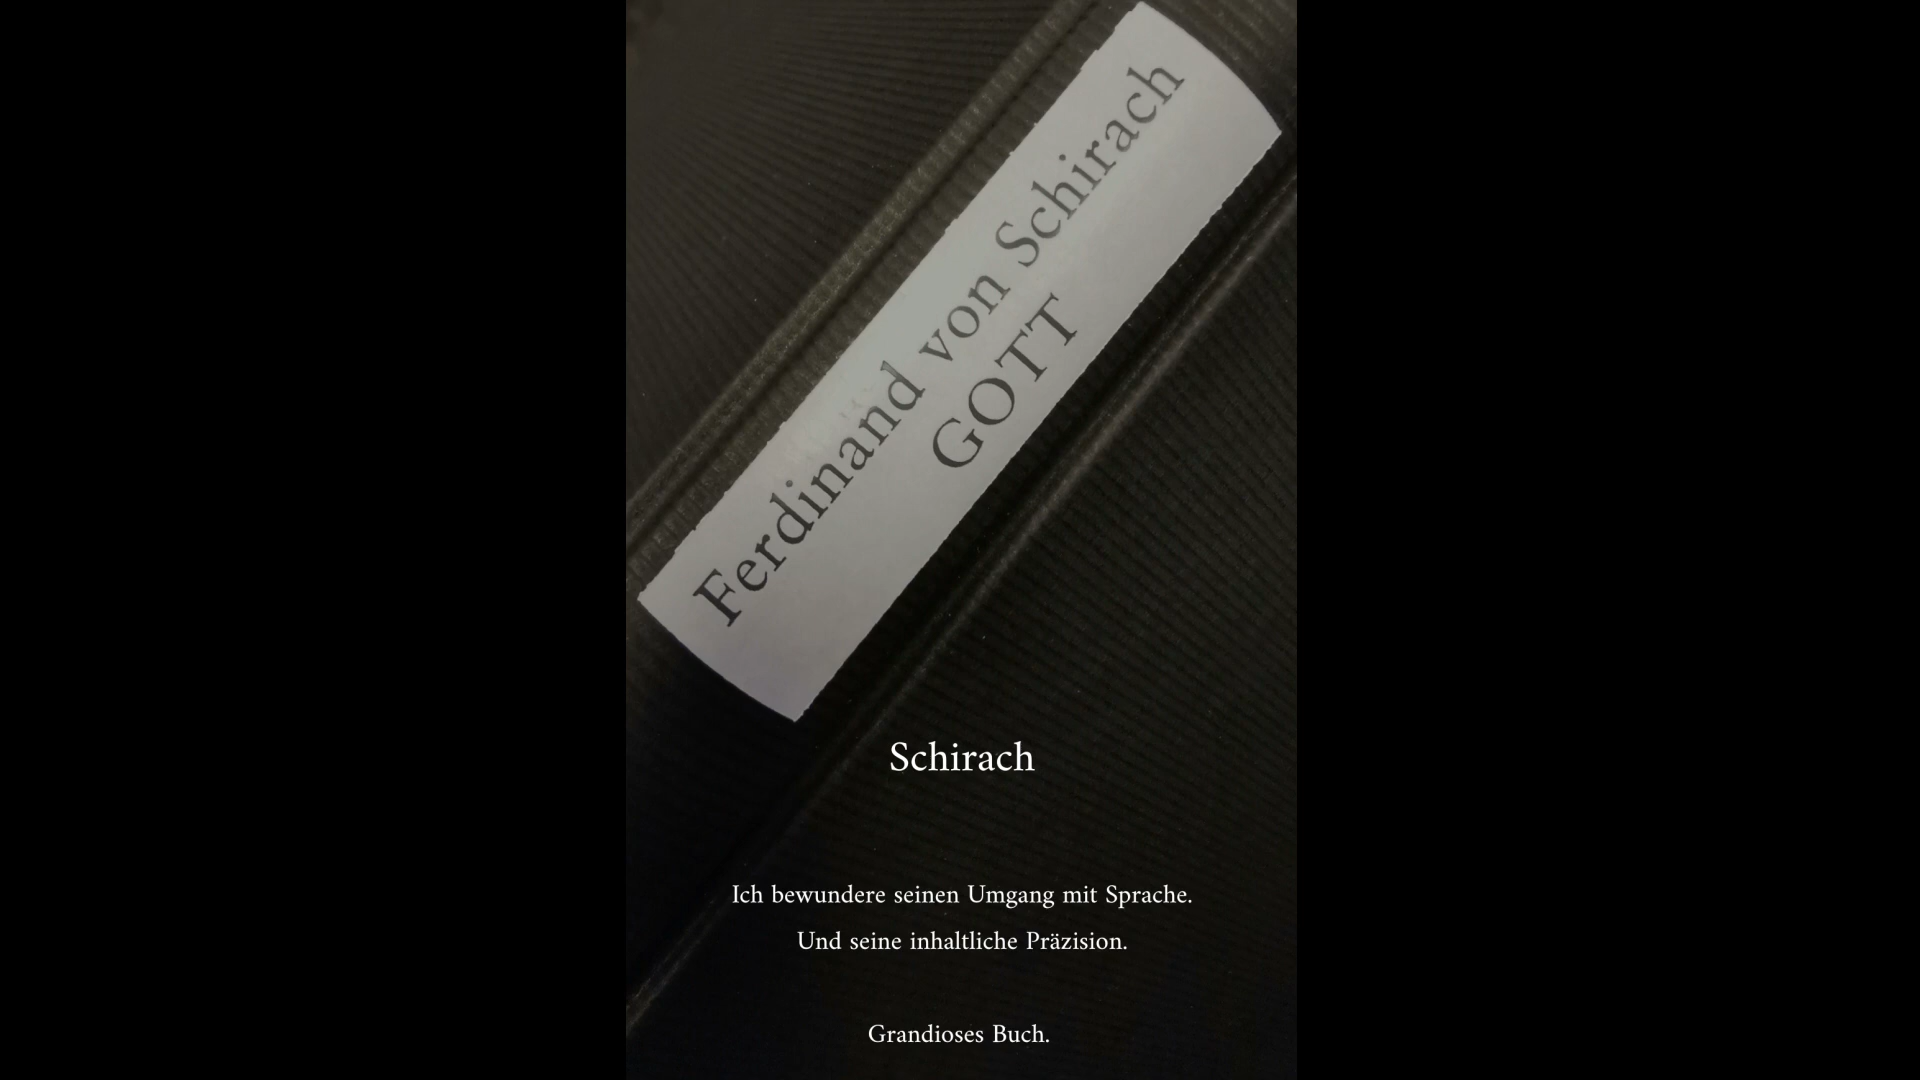 Ferdinand von Schirach
GOTT
Schirach
Ich bewundere seinen Umgang mit Sprache.
Und seine inhaltliche Präzision.
Grandioses Buch.